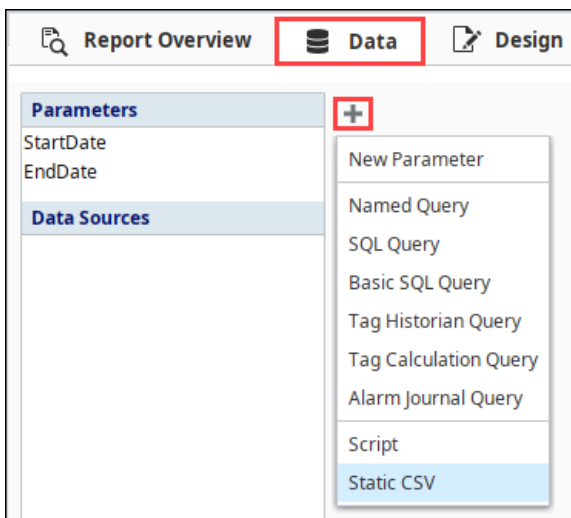 Report Overview Data Design
Parameters
StartDate
EndDate
Data Sources
New Parameter
Named Query
SQL Query
Basic SQL Query
Tag Historian Query
Tag Calculation Query
Alarm Journal Query
Script
Static CSV